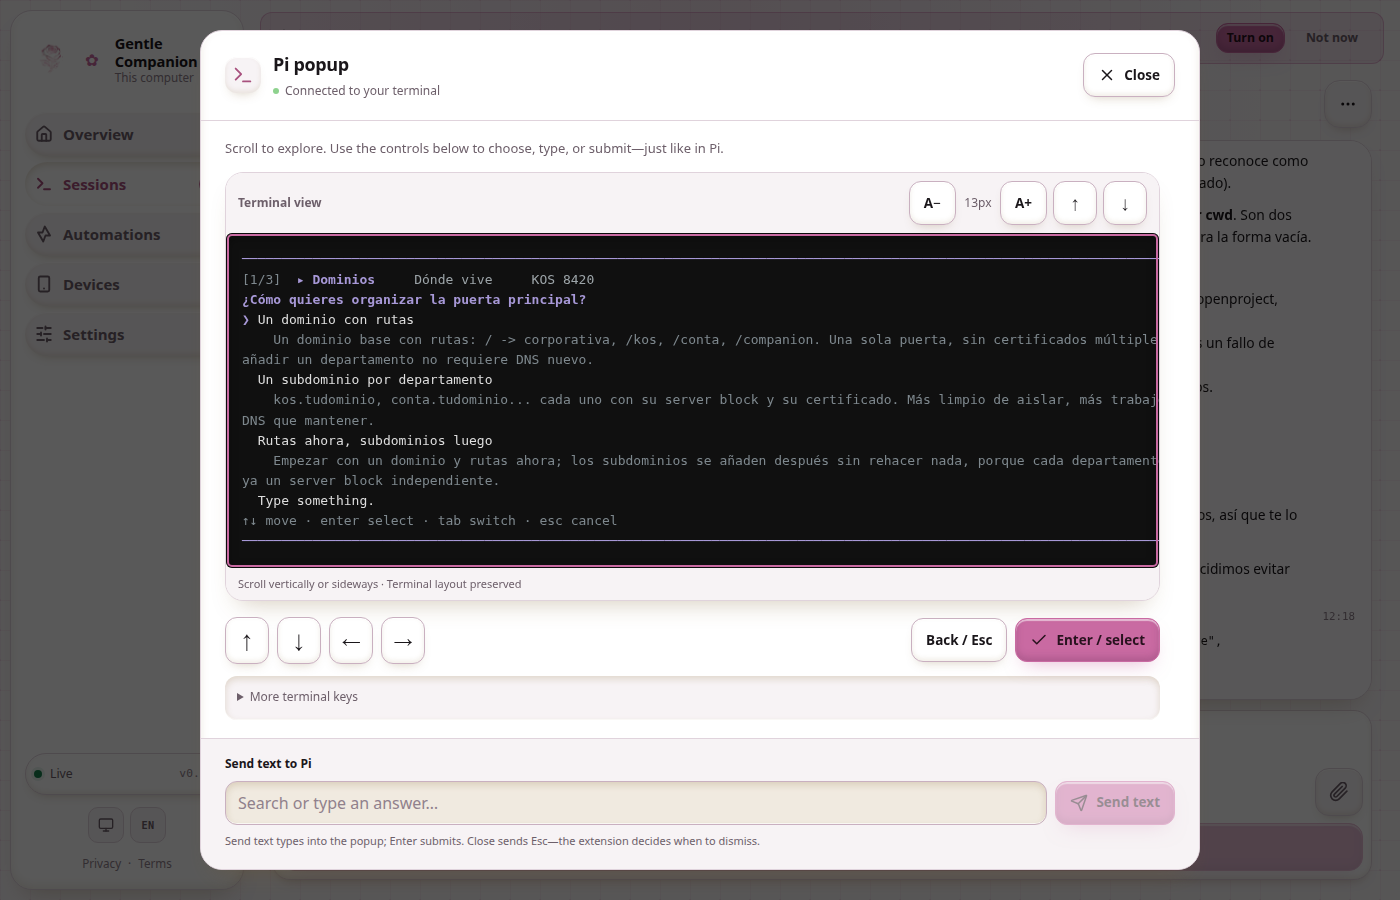 Gentle
Companion
This computer
Overview
Sessions
Automations
Devices
Settings
Live
v0.
EN
Privacy · Terms
Turn on
Not now
Pi popup
Connected to your terminal
Close
Scroll to explore. Use the controls below to choose, type, or submit—just like in Pi.
Terminal view
A−
13px
A+
↑
↓
[1/3] ▸ Dominios Dónde vive KOS 8420
¿Cómo quieres organizar la puerta principal?
❯ Un dominio con rutas
Un dominio base con rutas: / -> corporativa, /kos, /conta, /companion. Una sola puerta, sin certificados múltiple
añadir un departamento no requiere DNS nuevo.
Un subdominio por departamento
kos.tudominio, conta.tudominio... cada uno con su server block y su certificado. Más limpio de aislar, más trabaj
DNS que mantener.
Rutas ahora, subdominios luego
Empezar con un dominio y rutas ahora; los subdominios se añaden después sin rehacer nada, porque cada departament
ya un server block independiente.
Type something.
↑↓ move · enter select · tab switch · esc cancel
Scroll vertically or sideways · Terminal layout preserved
↑
↓
←
→
Back / Esc
Enter / select
▶ More terminal keys
Send text to Pi
Search or type an answer...
Send text
Send text types into the popup; Enter submits. Close sends Esc—the extension decides when to dismiss.
reconoce como
ado).
cwd. Son dos
ra la forma vacía.
openproject,
un fallo de
os.
os, así que te lo
cidimos evitar
12:18
e",